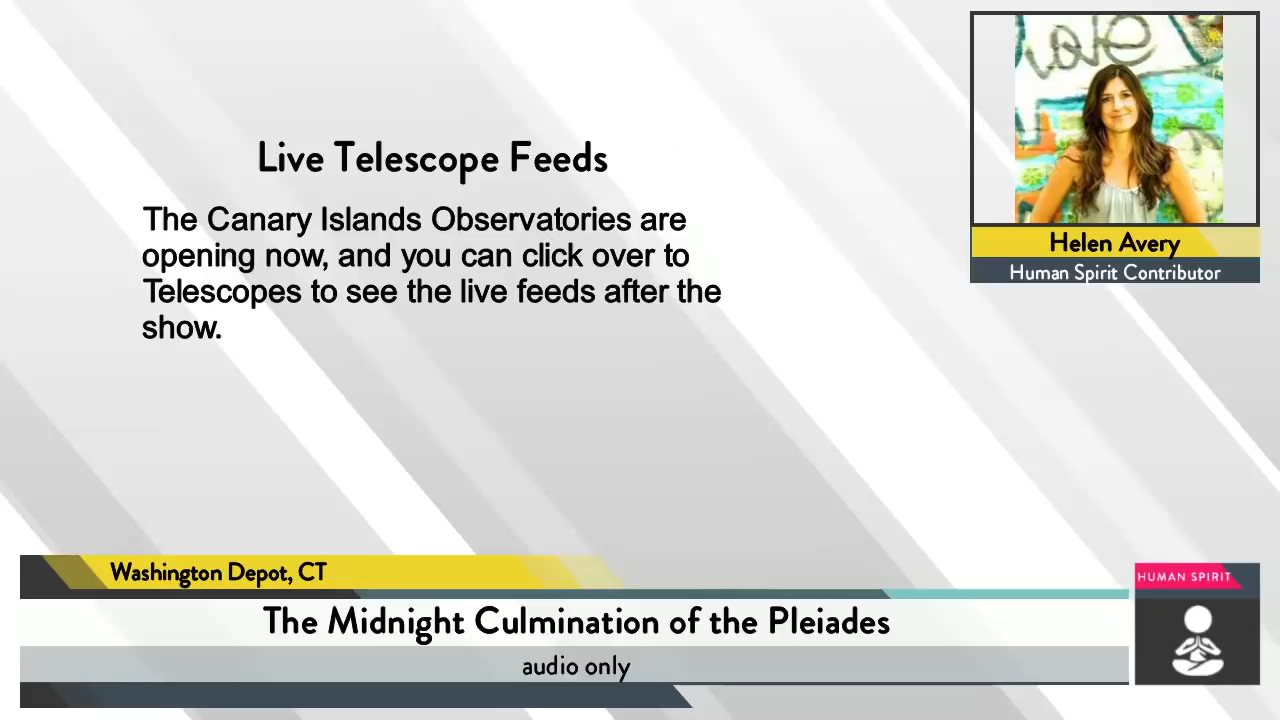 love
Live Telescope Feeds
The Canary Islands Observatories are
opening now, and you can click over to
Telescopes to see the live feeds after the
show.
Helen Avery
Human Spirit Contributor
Washington Depot, CT
The Midnight Culmination of the Pleiades
audio only
HUMAN SPIRIT